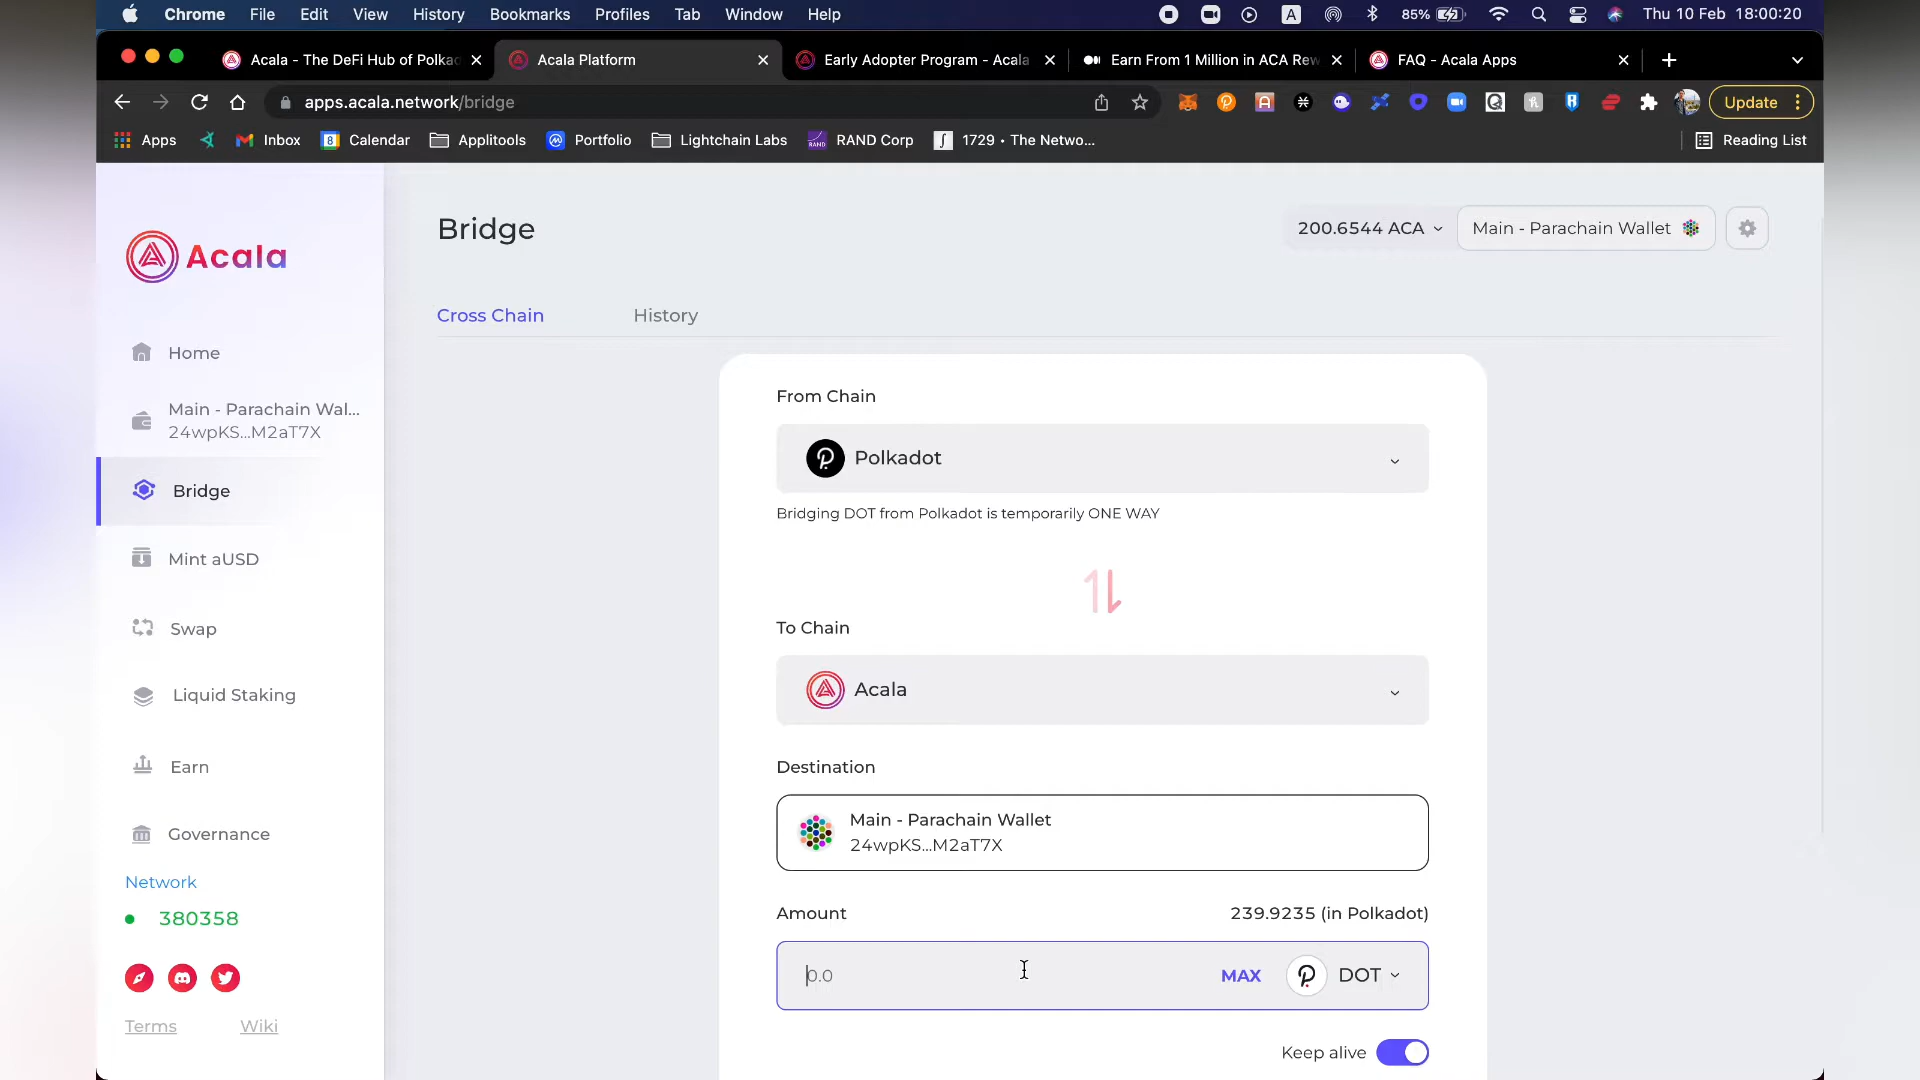 Chrome File Edit View History Bookmarks Profiles Tab Window Help A 85% Thu 10 Feb 18:00:20
Acala - The DeFi Hub of Polkad Acala Platform Early Adopter Program - Acala Earn From 1 Million in ACA Rew FAQ - Acala Apps
apps.acala.network/bridge Update
Apps Inbox 8 Calendar Applitools Portfolio Lightchain Labs RAND RAND Corp 1729 • The Netwo... Reading List
Acala
Bridge
200.6544 ACA Main - Parachain Wallet
Cross Chain History
Home
Main - Parachain Wal...
24wpKS...M2aT7X
Bridge
Mint aUSD
Swap
Liquid Staking
Earn
Governance
Network
380358
Terms Wiki
From Chain
Polkadot
Bridging DOT from Polkadot is temporarily ONE WAY
To Chain
Acala
Destination
Main - Parachain Wallet
24wpKS...M2aT7X
Amount 239.9235 (in Polkadot)
0.0 MAX DOT
Keep alive